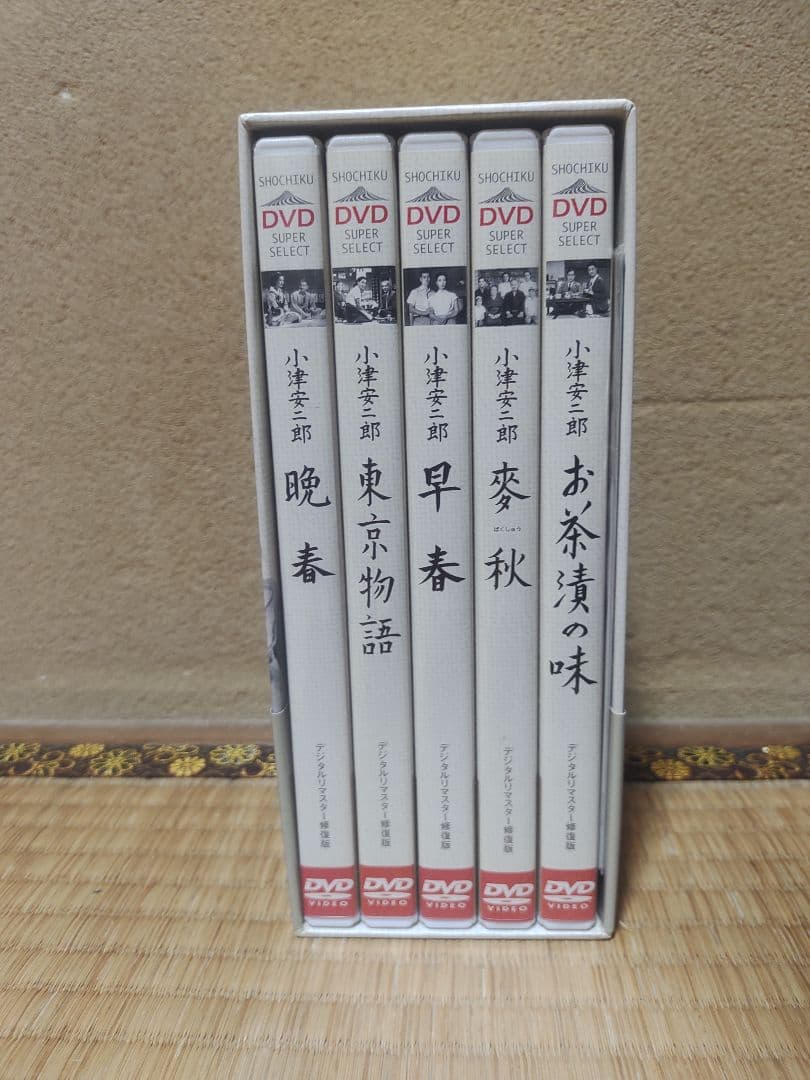 SHOCHIKU
DVD
SUPER
SELECT
小津安二郎
晩春
デジタルリマスター修復版
DVD
VIDEO
SHOCHIKU
DVD
SUPER
SELECT
小津安二郎
東京物語
デジタルリマスター修復版
DVD
VIDEO
SHOCHIKU
DVD
SUPER
SELECT
小津安二郎
早春
デジタルリマスター修復版
DVD
VIDEO
SHOCHIKU
DVD
SUPER
SELECT
小津安二郎
麥秋
ばくしゅう
デジタルリマスター修復版
DVD
VIDEO
SHOCHIKU
DVD
SUPER
SELECT
小津安二郎
お茶漬の味
デジタルリマスター修復版
DVD
VIDEO